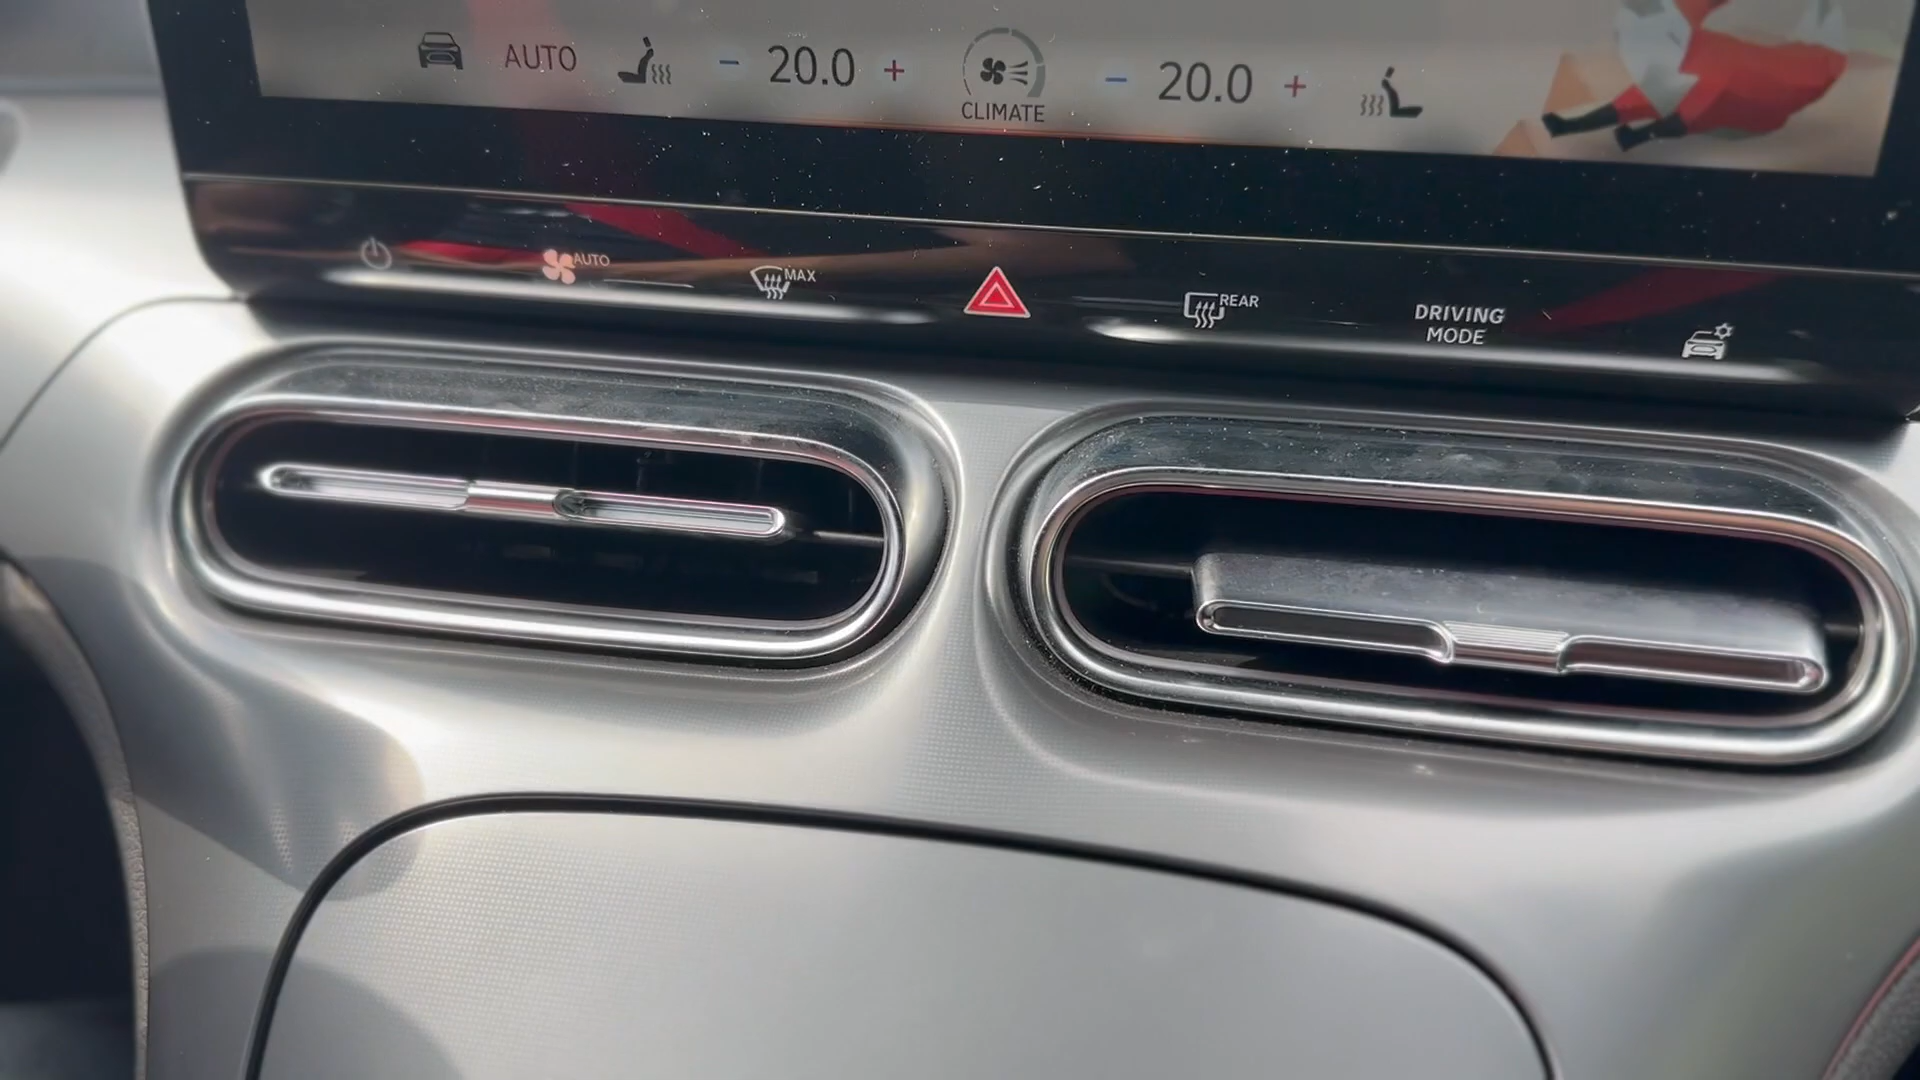 AUTO - 20.0 + CLIMATE - 20.0 +
AUTO
MAX
REAR
DRIVING
MODE